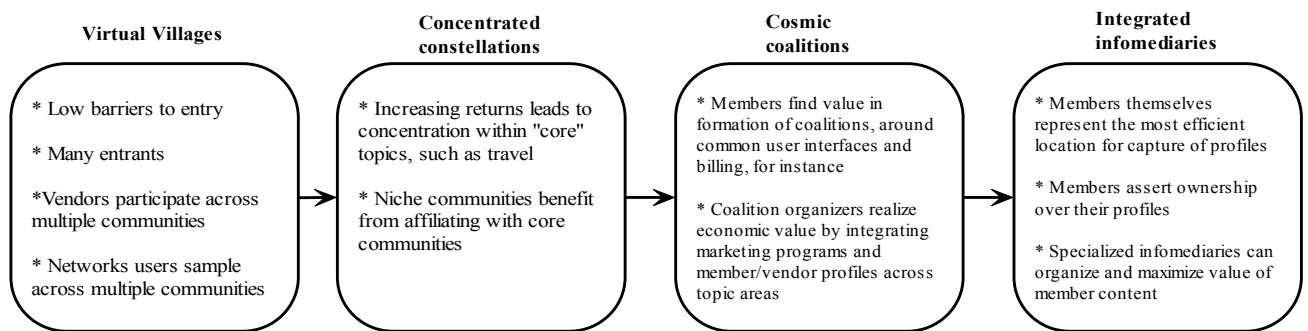 Virtual Villages
* Low barriers to entry
* Many entrants
*Vendors participate across
multiple communities
* Networks users sample
across multiple communities
Concentrated
constellations
* Increasing returns leads to
concentration within "core"
topics, such as travel
* Niche communities benefit
from affiliating with core
communities
Cosmic
coalitions
* Members find value in
formation of coalitions, around
common user interfaces and
billing, for instance
* Coalition organizers realize
economic value by integrating
marketing programs and
member/vendor profiles across
topic areas
Integrated
infomediaries
* Members themselves
represent the most efficient
location for capture of profiles
* Members assert ownership
over their profiles
* Specialized infomediaries can
organize and maximize value of
member content